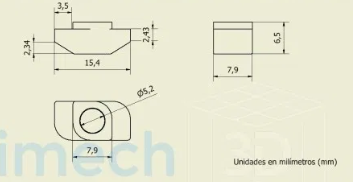 3,5
2,34
2,43
15,4
6,5
7,9
Ø5,2
7,9
Unidades en milímetros (mm)
imech
3D